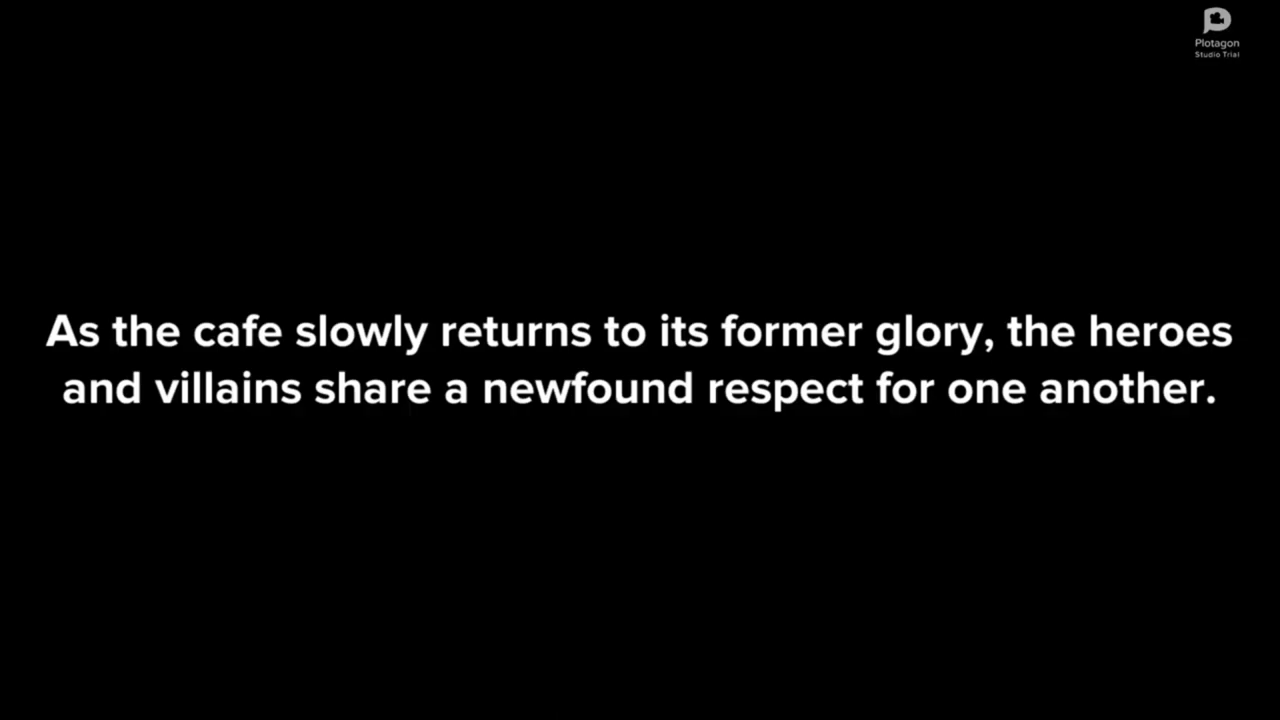 Plotagon
Studio Trial
As the cafe slowly returns to its former glory, the heroes
and villains share a newfound respect for one another.